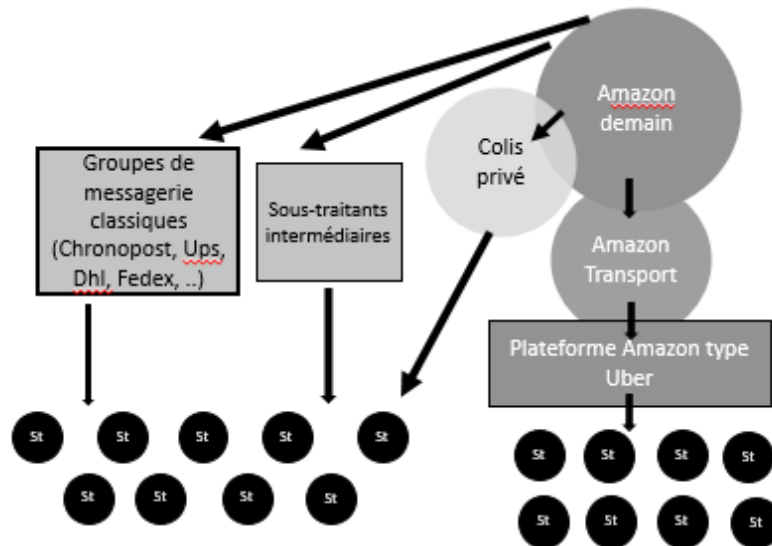 Amazon
demain
Colis
privé
Groupes de
messagerie
classiques
(Chronopost, Ups,
Dhl, Fedex, ..)
Sous-traitants
intermédiaires
Amazon
Transport
Plateforme Amazon type
Uber
St St St St St
St St St St
St St St St
St St St St